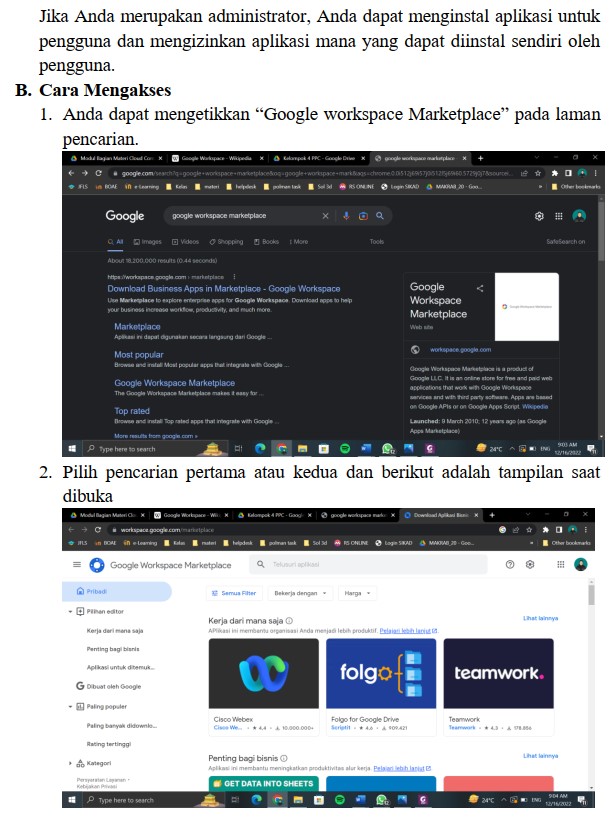 Jika Anda merupakan administrator, Anda dapat menginstal aplikasi untuk
pengguna dan mengizinkan aplikasi mana yang dapat diinstal sendiri oleh
pengguna.
B. Cara Mengakses
1. Anda dapat mengetikkan “Google workspace Marketplace” pada laman
pencarian.
Modul Bagian Materi Cloud Google Workspace - Wikipedia Kelompok 4 PPC - Google Drive google workspace marketplace
IFLS BOAE e-Learning Kelas materi helpdesk polman task Sol 3d RS ONLINE Login SIKAD MAKRAB_20 - Goo... Other bookmarks
Google google workspace marketplace
All Images Videos Shopping Books More Tools SafeSearch on
About 18,200,000 results (0.44 seconds)
https://workspace.google.com › marketplace
Download Business Apps in Marketplace - Google Workspace
Use Marketplace to explore enterprise apps for Google Workspace. Download apps to help
your business increase workflow, productivity, and much more.
Marketplace
Aplikasi ini dapat digunakan secara langsung dari Google ...
Most popular
Browse and install Most popular apps that integrate with Google ...
Google Workspace Marketplace
The Google Workspace Marketplace makes it easy for ...
Top rated
Browse and install Top rated apps that integrate with Google ...
More results from google.com »
Google
Workspace
Marketplace
Web site
workspace.google.com
Google Workspace Marketplace is a product of
Google LLC. It is an online store for free and paid web
applications that work with Google Workspace
services and with third party software. Apps are based
on Google APIs or on Google Apps Script. Wikipedia
Launched: 9 March 2010; 12 years ago (as Google
Apps Marketplace)
Type here to search 24°C ENG 9:03 AM
12/16/2022
2. Pilih pencarian pertama atau kedua dan berikut adalah tampilan saat
dibuka
Modul Bagian Materi Google Workspace - Wiki Kelompok 4 PPC - Goog google workspace mark Download Aplikasi Bisnis
workspace.google.com/marketplace
IFLS BOAE e-Learning Kelas materi helpdesk polman task Sol 3d RS ONLINE Login SIKAD MAKRAB_20 - Goo... Other bookmarks
Google Workspace Marketplace Telusuri aplikasi
Pribadi
Pilihan editor
Kerja dari mana saja
Penting bagi bisnis
Aplikasi untuk ditemuk...
Dibuat oleh Google
Paling populer
Paling banyak didownlo...
Rating tertinggi
Kategori
Persyaratan Layanan -
Kebijakan Privasi
Semua Filter Bekerja dengan Harga
Kerja dari mana saja Lihat lainnya
Aplikasi ini membantu organisasi Anda menjadi lebih produktif. Pelajari lebih lanjut
folgo
teamwork.
Cisco Webex Folgo for Google Drive Teamwork
Cisco We... 4,4 10.000.000+ Scriptit 4,6 909.421 Teamwork 4,3 178.856
Penting bagi bisnis Lihat lainnya
Aplikasi ini membantu meningkatkan produktivitas alur kerja. Pelajari lebih lanjut
GET DATA INTO SHEETS
Type here to search 24°C ENG 9:04 AM
12/16/2022